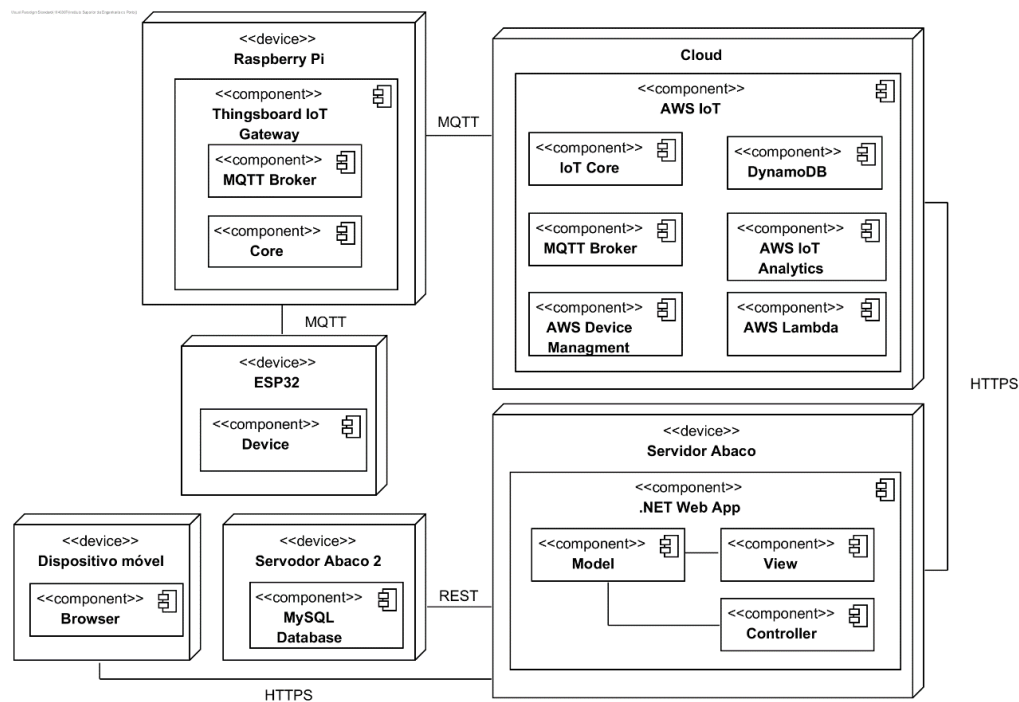 <<device>>
Raspberry Pi
<<component>>
Thingsboard IoT
Gateway
<<component>>
MQTT Broker
<<component>>
Core
MQTT
Cloud
<<component>>
AWS IoT
<<component>>
IoT Core
<<component>>
DynamoDB
<<component>>
MQTT Broker
<<component>>
AWS IoT
Analytics
<<component>>
AWS Device
Managment
<<component>>
AWS Lambda
MQTT
<<device>>
ESP32
<<component>>
Device
HTTPS
<<device>>
Servidor Abaco
<<component>>
.NET Web App
<<component>>
Model
<<component>>
View
<<component>>
Controller
<<device>>
Dispositivo móvel
<<component>>
Browser
<<device>>
Servodor Abaco 2
<<component>>
MySQL
Database
REST
HTTPS